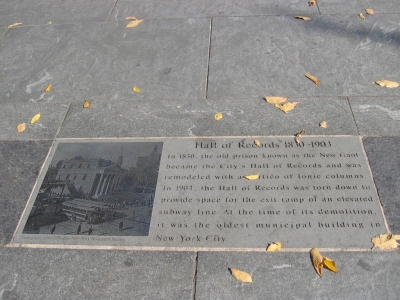 Hall of Records 1830-1903
In 1830, the old prison known as the New Gaol
became the City's Hall of Records and was
remodeled with a portico of Ionic columns.
In 1903, the Hall of Records was torn down to
provide space for the exit ramp of an elevated
subway line. At the time of its demolition,
it was the oldest municipal building in
New York City.